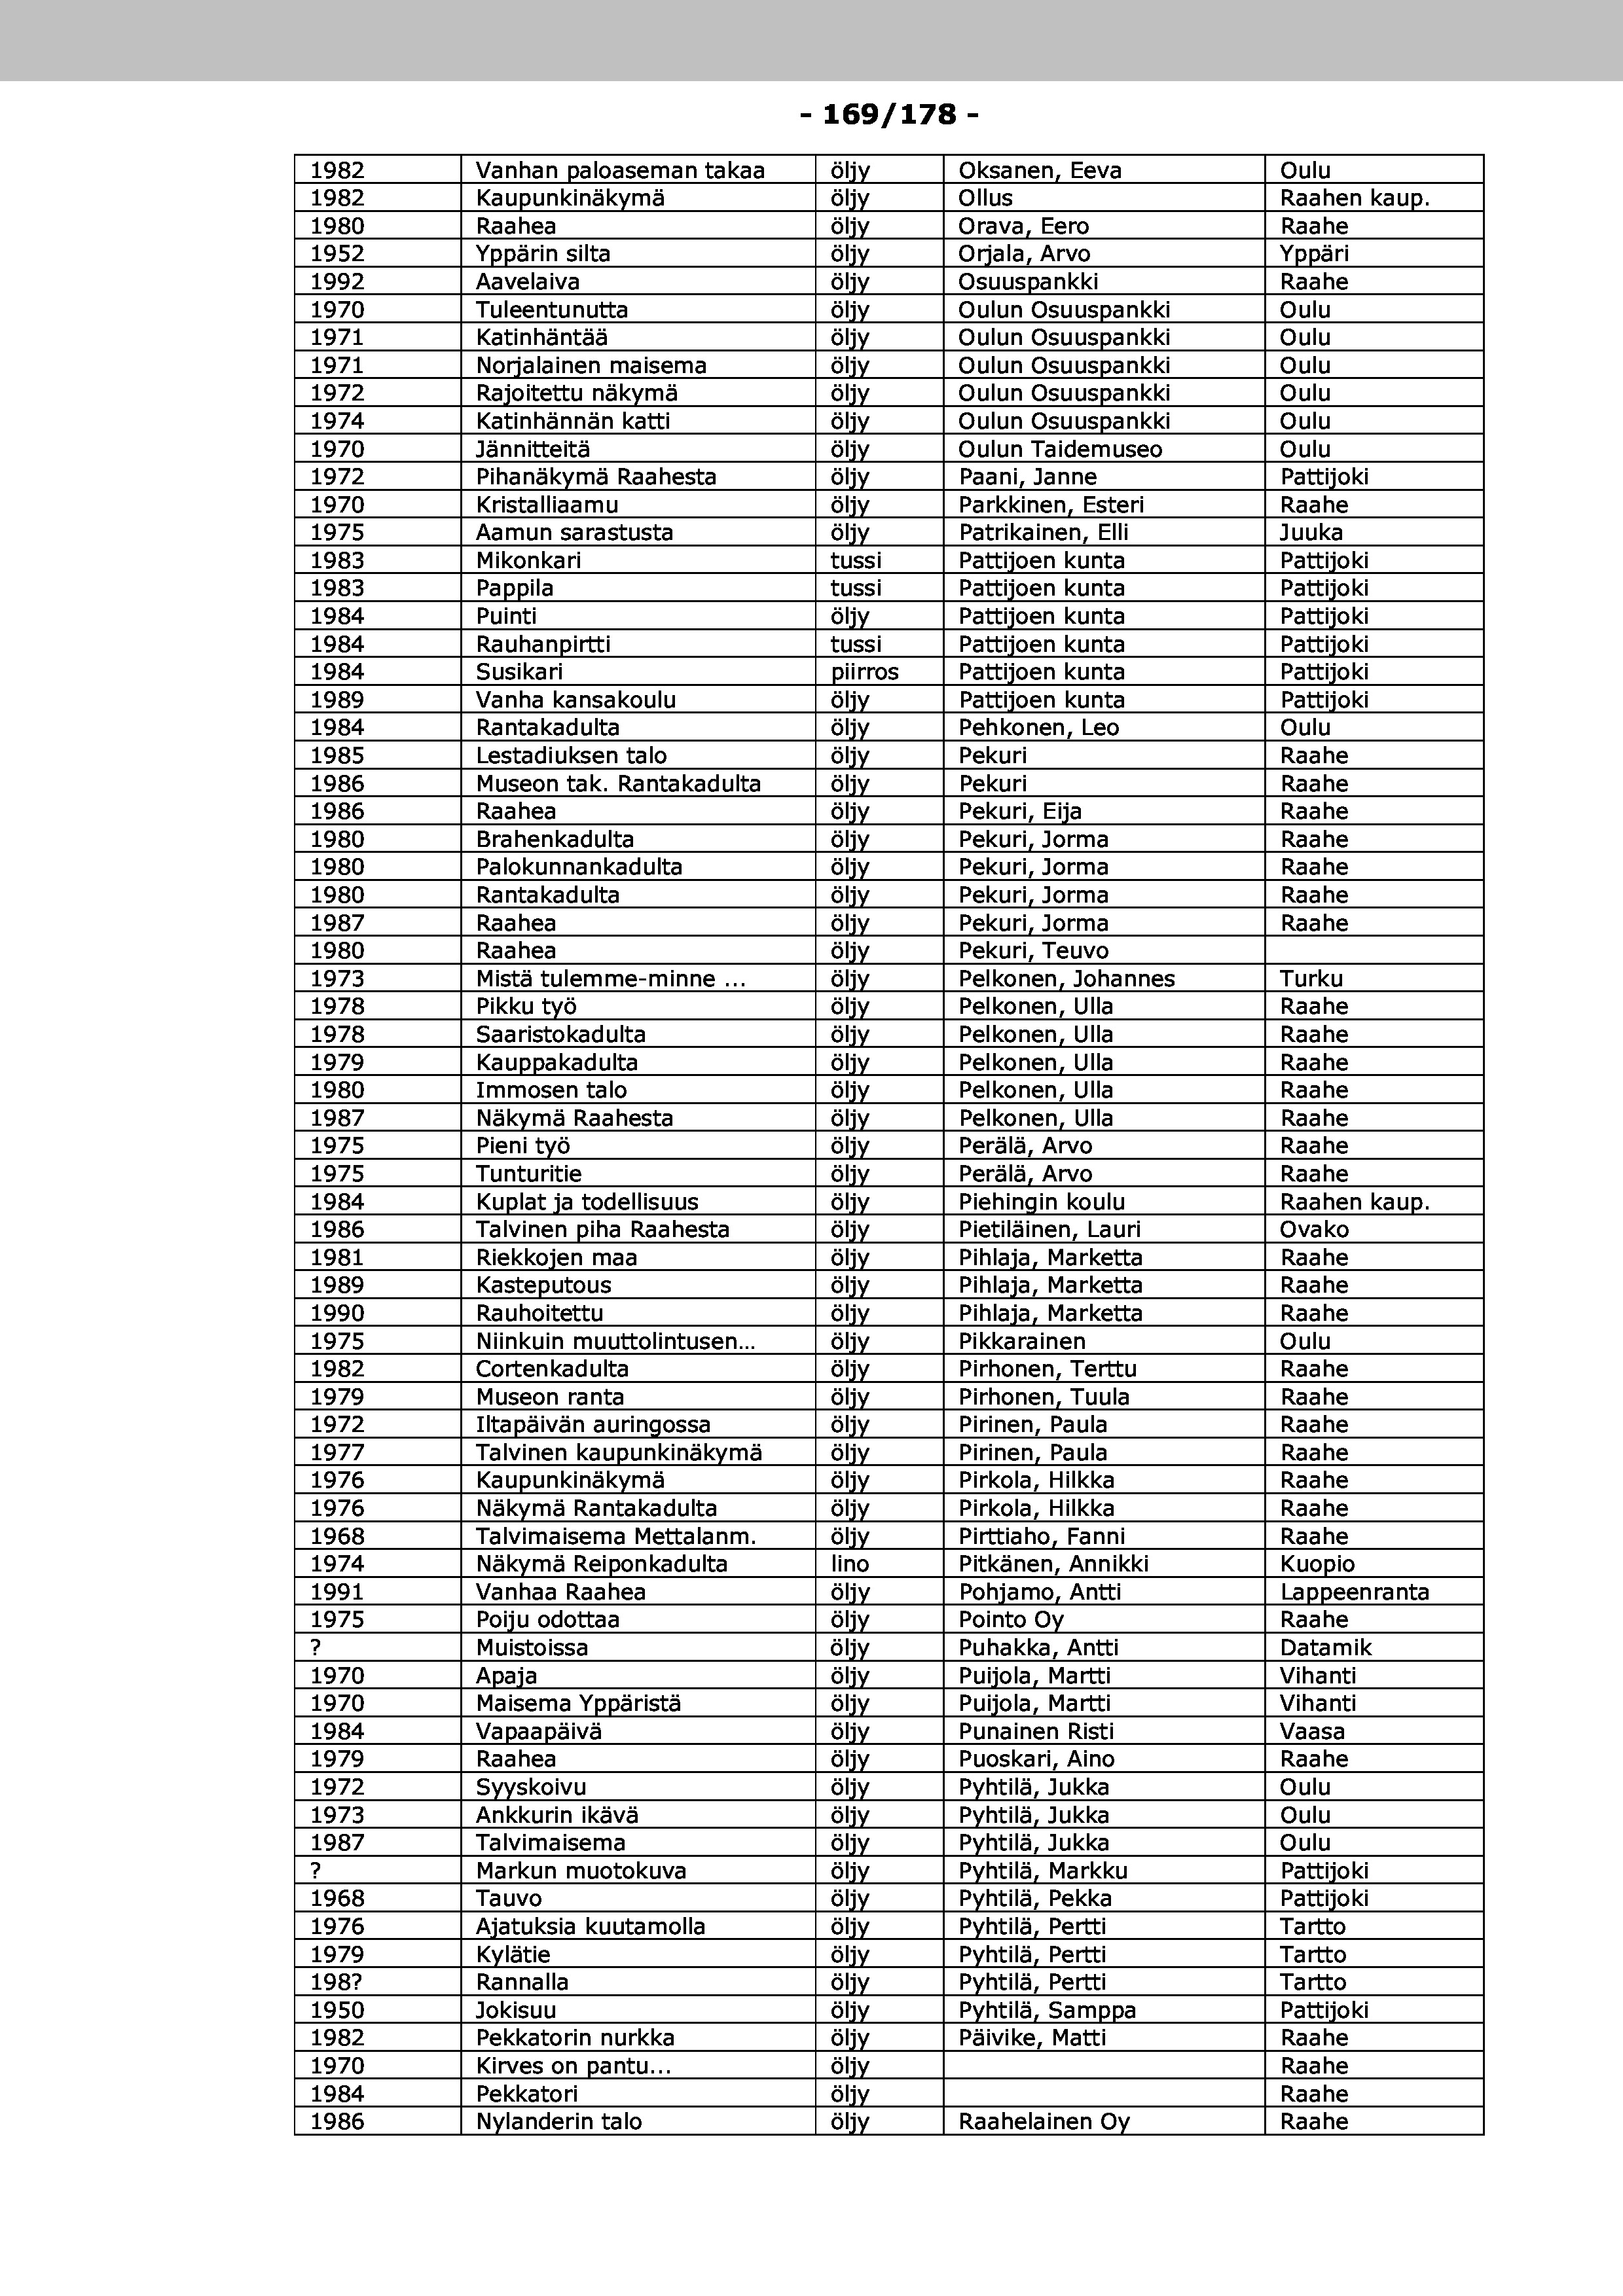 - 169/178 -
1982 Vanhan paloaseman takaa öljy Oksanen, Eeva Oulu
1982 Kaupunkinäkymä öljy Ollus Raahen kaup.
1980 Raahea öljy Orava, Eero Raahe
1952 Yppärin silta öljy Orjala, Arvo Yppäri
1992 Aavelaiva öljy Osuuspankki Raahe
1970 Tuleentunutta öljy Oulun Osuuspankki Oulu
1971 Katinhäntää öljy Oulun Osuuspankki Oulu
1971 Norjalainen maisema öljy Oulun Osuuspankki Oulu
1972 Rajoitettu näkymä öljy Oulun Osuuspankki Oulu
1974 Katinhännän katti öljy Oulun Osuuspankki Oulu
1970 Jännitteitä öljy Oulun Taidemuseo Oulu
1972 Pihanäkymä Raahesta öljy Paani, Janne Pattijoki
1970 Kristalliaamu öljy Parkkinen, Esteri Raahe
1975 Aamun sarastusta öljy Patrikainen, Elli Juuka
1983 Mikonkari tussi Pattijoen kunta Pattijoki
1983 Pappila tussi Pattijoen kunta Pattijoki
1984 Puinti öljy Pattijoen kunta Pattijoki
1984 Rauhanpirtti tussi Pattijoen kunta Pattijoki
1984 Susikari piirros Pattijoen kunta Pattijoki
1989 Vanha kansakoulu öljy Pattijoen kunta Pattijoki
1984 Rantakadulta öljy Pehkonen, Leo Oulu
1985 Lestadiuksen talo öljy Pekuri Raahe
1986 Museon tak. Rantakadulta öljy Pekuri Raahe
1986 Raahea öljy Pekuri, Eija Raahe
1980 Brahenkadulta öljy Pekuri, Jorma Raahe
1980 Palokunnankadulta öljy Pekuri, Jorma Raahe
1980 Rantakadulta öljy Pekuri, Jorma Raahe
1987 Raahea öljy Pekuri, Jorma Raahe
1980 Raahea öljy Pekuri, Teuvo
1973 Mistä tulemme-minne ... öljy Pelkonen, Johannes Turku
1978 Pikku työ öljy Pelkonen, Ulla Raahe
1978 Saaristokadulta öljy Pelkonen, Ulla Raahe
1979 Kauppakadulta öljy Pelkonen, Ulla Raahe
1980 Immosen talo öljy Pelkonen, Ulla Raahe
1987 Näkymä Raahesta öljy Pelkonen, Ulla Raahe
1975 Pieni työ öljy Perälä, Arvo Raahe
1975 Tunturitie öljy Perälä, Arvo Raahe
1984 Kuplat ja todellisuus öljy Piehingin koulu Raahen kaup.
1986 Talvinen piha Raahesta öljy Pietiläinen, Lauri Ovako
1981 Riekkojen maa öljy Pihlaja, Marketta Raahe
1989 Kasteputous öljy Pihlaja, Marketta Raahe
1990 Rauhoitettu öljy Pihlaja, Marketta Raahe
1975 Niinkuin muuttolintusen... öljy Pikkarainen Oulu
1982 Cortenkadulta öljy Pirhonen, Terttu Raahe
1979 Museon ranta öljy Pirhonen, Tuula Raahe
1972 Iltapäivän auringossa öljy Pirinen, Paula Raahe
1977 Talvinen kaupunkinäkymä öljy Pirinen, Paula Raahe
1976 Kaupunkinäkymä öljy Pirkola, Hilkka Raahe
1976 Näkymä Rantakadulta öljy Pirkola, Hilkka Raahe
1968 Talvimaisema Mettalanm. öljy Pirttiaho, Fanni Raahe
1974 Näkymä Reiponkadulta lino Pitkänen, Annikki Kuopio
1991 Vanhaa Raahea öljy Pohjamo, Antti Lappeenranta
1975 Poiju odottaa öljy Pointo Oy Raahe
? Muistoissa öljy Puhakka, Antti Datamik
1970 Apaja öljy Puijola, Martti Vihanti
1970 Maisema Yppäristä öljy Puijola, Martti Vihanti
1984 Vapaapäivä öljy Punainen Risti Vaasa
1979 Raahea öljy Puoskari, Aino Raahe
1972 Syyskoivu öljy Pyhtilä, Jukka Oulu
1973 Ankkurin ikävä öljy Pyhtilä, Jukka Oulu
1987 Talvimaisema öljy Pyhtilä, Jukka Oulu
? Markun muotokuva öljy Pyhtilä, Markku Pattijoki
1968 Tauvo öljy Pyhtilä, Pekka Pattijoki
1976 Ajatuksia kuutamolla öljy Pyhtilä, Pertti Tartto
1979 Kylätie öljy Pyhtilä, Pertti Tartto
198? Rannalla öljy Pyhtilä, Pertti Tartto
1950 Jokisuu öljy Pyhtilä, Samppa Pattijoki
1982 Pekkatorin nurkka öljy Päivike, Matti Raahe
1970 Kirves on pantu... öljy Raahe
1984 Pekkatori öljy Raahe
1986 Nylanderin talo öljy Raahelainen Oy Raahe